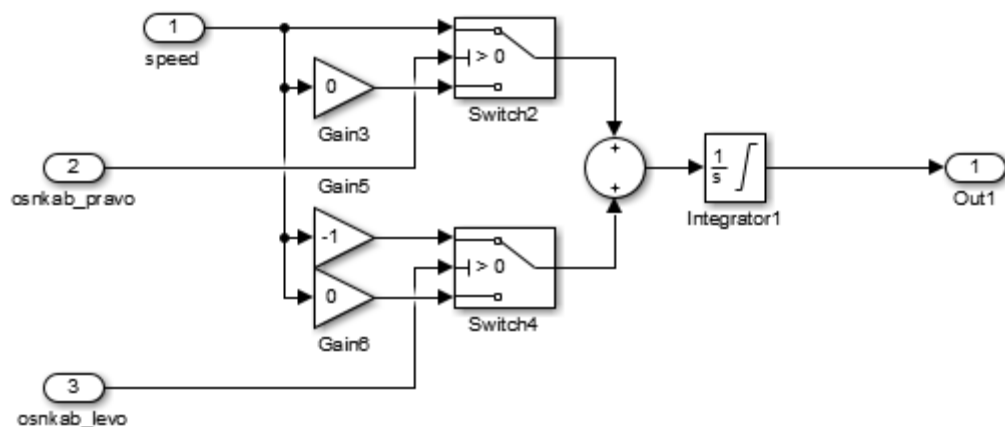 1
speed
> 0
0
Switch2
Gain3
2
osnkab_pravo
+
+
1
s
Integrator1
1
Out1
Gain5
-1
> 0
0
Switch4
Gain6
3
osnkab_levo